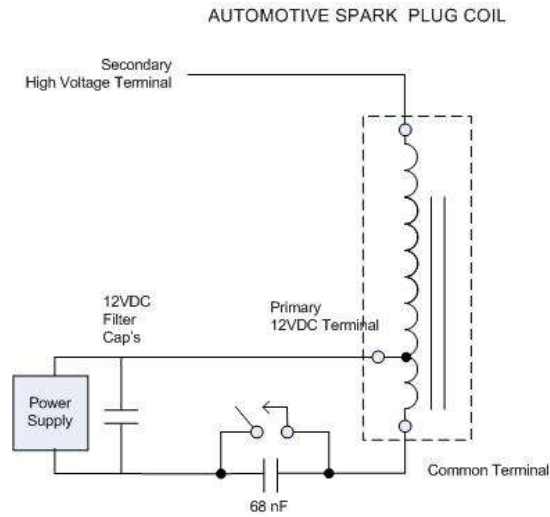 AUTOMOTIVE SPARK PLUG COIL
Secondary
High Voltage Terminal
12VDC
Filter
Cap's
Primary
12VDC Terminal
Power
Supply
Common Terminal
68 nF